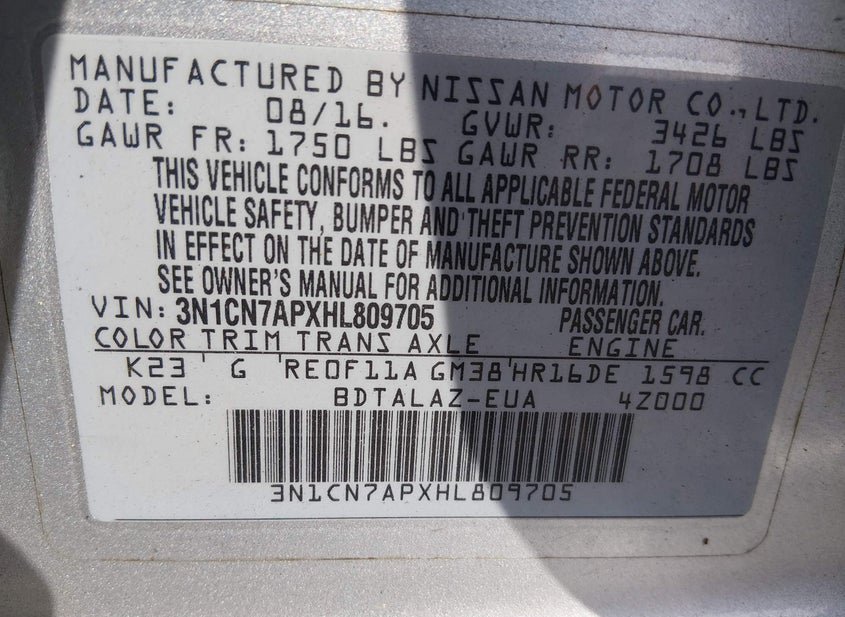 MANUFACTURED BY NISSAN MOTOR CO., LTD.
DATE: 08/16. GVWR: 3426 LBS
GAWR FR: 1750 LBS GAWR RR: 1708 LBS
THIS VEHICLE CONFORMS TO ALL APPLICABLE FEDERAL MOTOR
VEHICLE SAFETY, BUMPER AND THEFT PREVENTION STANDARDS
IN EFFECT ON THE DATE OF MANUFACTURE SHOWN ABOVE.
SEE OWNER'S MANUAL FOR ADDITIONAL INFORMATION.
VIN: 3N1CN7APXHL809705 PASSENGER CAR.
COLOR TRIM TRANS AXLE ENGINE
K23 G RE0F11A GM38 HR16DE 1598 CC
MODEL: BDTALAZ-EUA 4Z000
3N1CN7APXHL809705